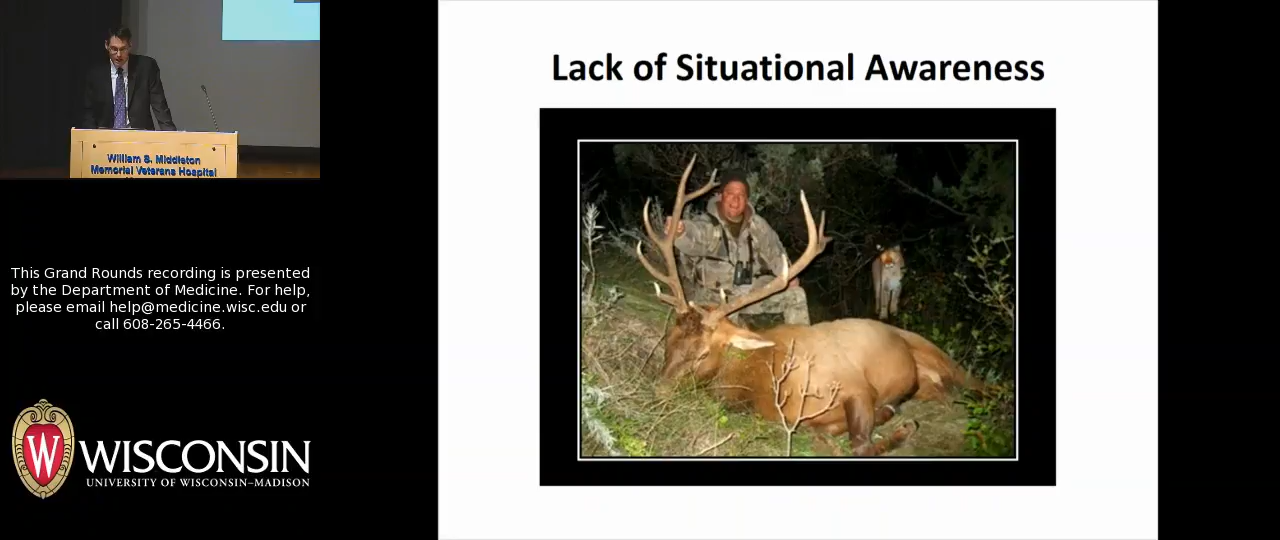 Lack of Situational Awareness
William S. Middleton
Memorial Veterans Hospital
This Grand Rounds recording is presented
by the Department of Medicine. For help,
please email help@medicine.wisc.edu or
call 608-265-4466.
W
WISCONSIN
UNIVERSITY OF WISCONSIN–MADISON